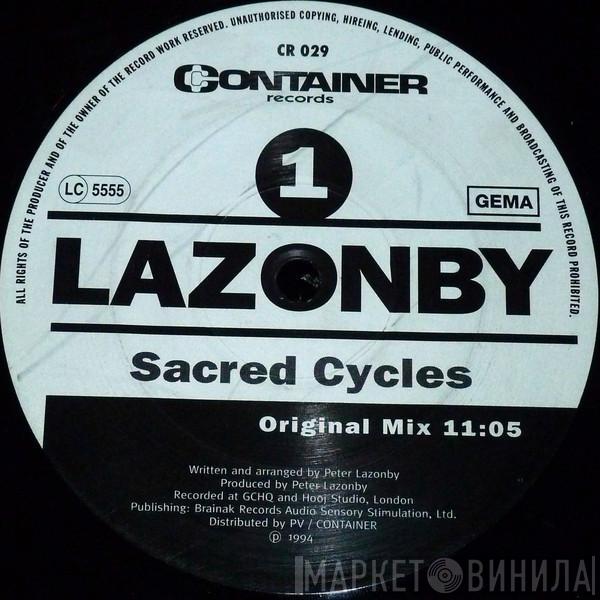 ALL RIGHTS OF THE PRODUCER AND OF THE OWNER OF THE RECORD WORK RESERVED. UNAUTHORISED COPYING, HIREING, LENDING, PUBLIC PERFORMANCE AND BROADCASTING OF THIS RECORD PROHIBITED.
CR 029
CONTAINER
records
1
LC 5555
GEMA
LAZONBY
Sacred Cycles
Original Mix 11:05
Written and arranged by Peter Lazonby
Produced by Peter Lazonby
Recorded at GCHQ and Hooj Studio, London
Publishing: Brainak Records Audio Sensory Stimulation, Ltd.
Distributed by PV / CONTAINER
℗ 1994
МАРКЕТ ВИНИЛА